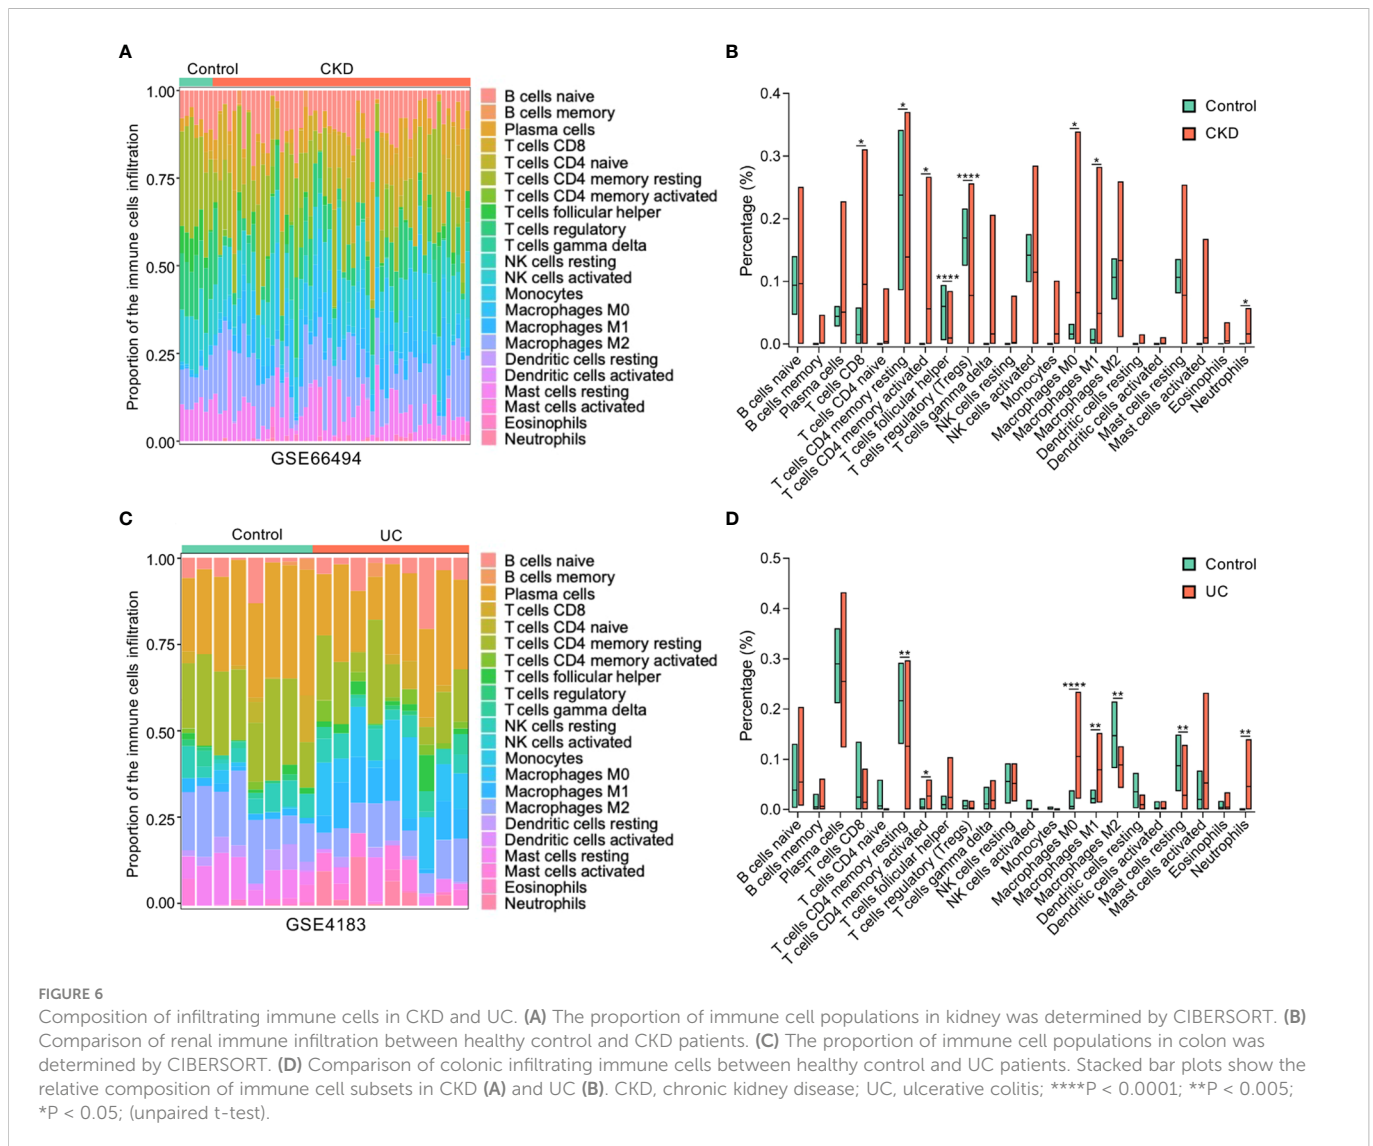 A
Control
CKD
Proportion of the immune cells infiltration
1.00
0.75
0.50
0.25
0.00
GSE66494
B cells naive
B cells memory
Plasma cells
T cells CD8
T cells CD4 naive
T cells CD4 memory resting
T cells CD4 memory activated
T cells follicular helper
T cells regulatory
T cells gamma delta
NK cells resting
NK cells activated
Monocytes
Macrophages M0
Macrophages M1
Macrophages M2
Dendritic cells resting
Dendritic cells activated
Mast cells resting
Mast cells activated
Eosinophils
Neutrophils
B
Percentage (%)
0.4
0.3
0.2
0.1
0.0
Control
CKD
*
*
*
****
****
*
*
*
B cells naive
B cells memory
Plasma cells
T cells CD8
T cells CD4 naive
T cells CD4 memory resting
T cells CD4 memory activated
T cells follicular helper
T cells regulatory (Tregs)
T cells gamma delta
NK cells resting
NK cells activated
Monocytes
Macrophages M0
Macrophages M1
Macrophages M2
Dendritic cells resting
Dendritic cells activated
Mast cells resting
Mast cells activated
Eosinophils
Neutrophils
C
Control
UC
Proportion of the immune cells infiltration
1.00
0.75
0.50
0.25
0.00
GSE4183
B cells naive
B cells memory
Plasma cells
T cells CD8
T cells CD4 naive
T cells CD4 memory resting
T cells CD4 memory activated
T cells follicular helper
T cells regulatory
T cells gamma delta
NK cells resting
NK cells activated
Monocytes
Macrophages M0
Macrophages M1
Macrophages M2
Dendritic cells resting
Dendritic cells activated
Mast cells resting
Mast cells activated
Eosinophils
Neutrophils
D
Percentage (%)
0.5
0.4
0.3
0.2
0.1
0.0
Control
UC
**
*
****
**
**
**
**
B cells naive
B cells memory
Plasma cells
T cells CD8
T cells CD4 naive
T cells CD4 memory resting
T cells CD4 memory activated
T cells follicular helper
T cells regulatory (Tregs)
T cells gamma delta
NK cells resting
NK cells activated
Monocytes
Macrophages M0
Macrophages M1
Macrophages M2
Dendritic cells resting
Dendritic cells activated
Mast cells resting
Mast cells activated
Eosinophils
Neutrophils
FIGURE 6
Composition of infiltrating immune cells in CKD and UC. (A) The proportion of immune cell populations in kidney was determined by CIBERSORT. (B)
Comparison of renal immune infiltration between healthy control and CKD patients. (C) The proportion of immune cell populations in colon was
determined by CIBERSORT. (D) Comparison of colonic infiltrating immune cells between healthy control and UC patients. Stacked bar plots show the
relative composition of immune cell subsets in CKD (A) and UC (B). CKD, chronic kidney disease; UC, ulcerative colitis; ****P < 0.0001; **P < 0.005;
*P < 0.05; (unpaired t-test).